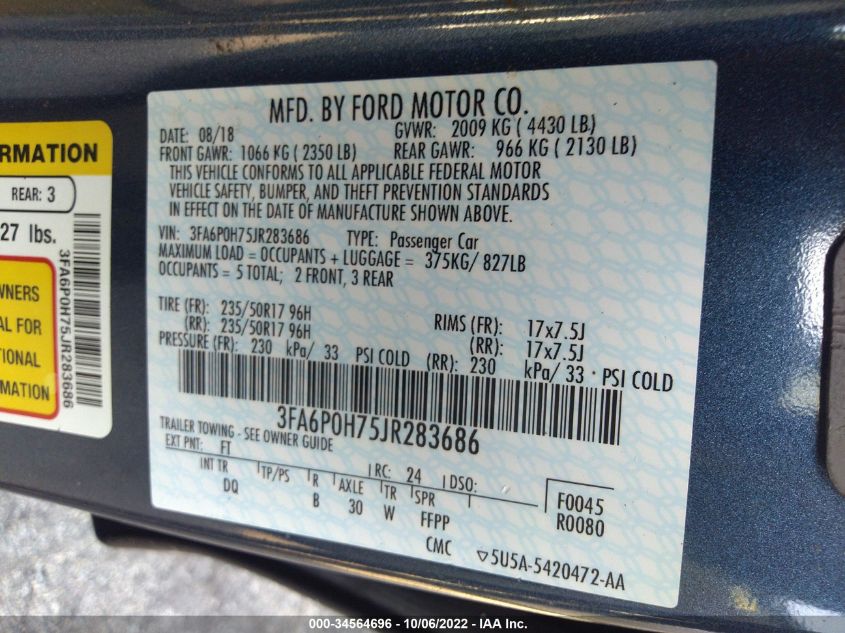 RMATION
REAR: 3
27 lbs.
WNERS
AL FOR
TIONAL
RMATION
3FA6P0H75JR283686
MFD. BY FORD MOTOR CO.
DATE: 08/18 GVWR: 2009 KG ( 4430 LB)
FRONT GAWR: 1066 KG ( 2350 LB) REAR GAWR: 966 KG ( 2130 LB)
THIS VEHICLE CONFORMS TO ALL APPLICABLE FEDERAL MOTOR
VEHICLE SAFETY, BUMPER, AND THEFT PREVENTION STANDARDS
IN EFFECT ON THE DATE OF MANUFACTURE SHOWN ABOVE.
VIN: 3FA6P0H75JR283686 TYPE: Passenger Car
MAXIMUM LOAD = OCCUPANTS + LUGGAGE = 375KG/ 827LB
OCCUPANTS = 5 TOTAL; 2 FRONT, 3 REAR
TIRE (FR): 235/50R17 96H RIMS (FR): 17x7.5J
(RR): 235/50R17 96H (RR): 17x7.5J
PRESSURE (FR): 230 kPa/ 33 PSI COLD (RR): 230 kPa/ 33 PSI COLD
3FA6P0H75JR283686
TRAILER TOWING - SEE OWNER GUIDE
EXT PNT: FT RC: 24 DSO:
INT TR TP/PS R AXLE TR SPR F0045
DQ B 30 W FFPP R0080
CMC ▽5U5A-5420472-AA
000-34564696 - 10/06/2022 - IAA Inc.